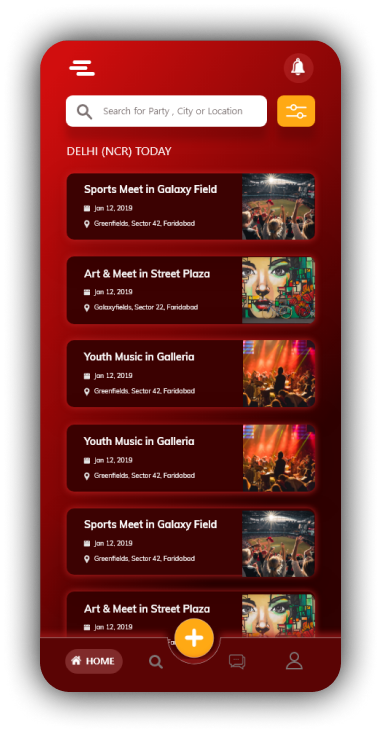 Search for Party , City or Location
DELHI (NCR) TODAY
Sports Meet in Galaxy Field
Jan 12, 2019
Greenfields, Sector 42, Faridabad
Art & Meet in Street Plaza
Jan 12, 2019
Galaxyfields, Sector 22, Faridabad
Youth Music in Galleria
Jan 12, 2019
Greenfields, Sector 42, Faridabad
Youth Music in Galleria
Jan 12, 2019
Greenfields, Sector 42, Faridabad
Sports Meet in Galaxy Field
Jan 12, 2019
Greenfields, Sector 42, Faridabad
Art & Meet in Street Plaza
Jan 12, 2019
HOME